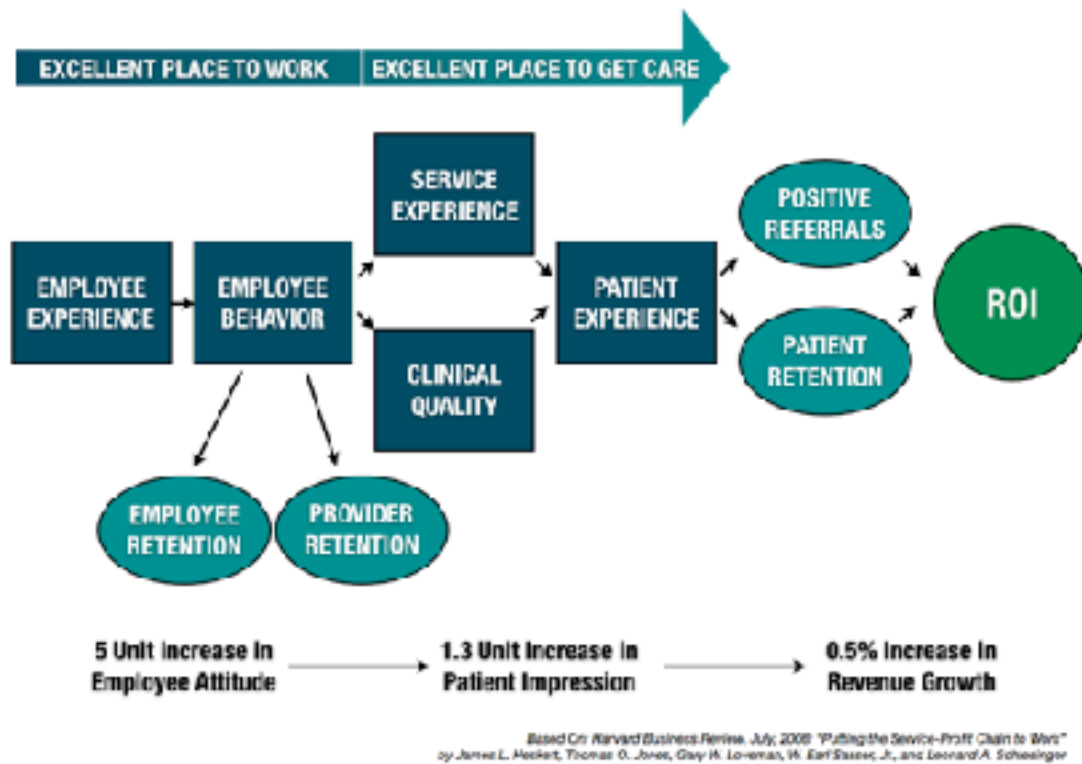 EXCELLENT PLACE TO WORK
EXCELLENT PLACE TO GET CARE
EMPLOYEE
EXPERIENCE
EMPLOYEE
BEHAVIOR
SERVICE
EXPERIENCE
CLINICAL
QUALITY
PATIENT
EXPERIENCE
POSITIVE
REFERRALS
PATIENT
RETENTION
ROI
EMPLOYEE
RETENTION
PROVIDER
RETENTION
5 Unit Increase In
Employee Attitude
1.3 Unit Increase In
Patient Impression
0.5% Increase In
Revenue Growth
Based On: Harvard Business Review, July, 2008 "Putting the Service-Profit Chain to Work"
by James L. Heskett, Thomas O. Jones, Gary W. Loveman, W. Earl Sasser, Jr., and Leonard A. Schlesinger